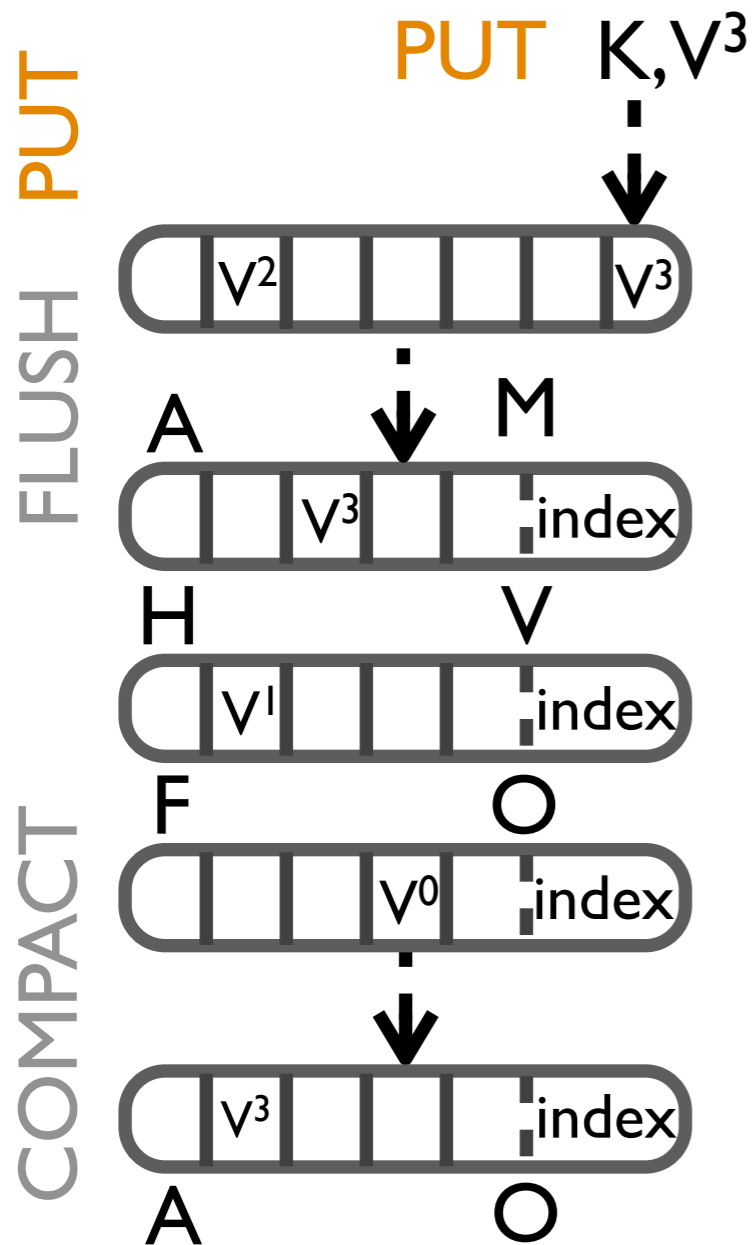 PUT K,V³
PUT
V² V³
FLUSH
A M
V³ index
H V
V¹ index
F O
COMPACT
V⁰ index
V³ index
A O